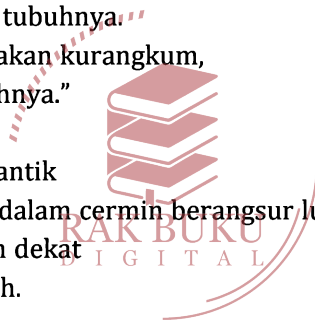 tubuhnya.
akan kurangkum,
hnya.”
antik
dalam cermin berangsur lu
n dekat
h.
RAK BUKU
DIGITAL